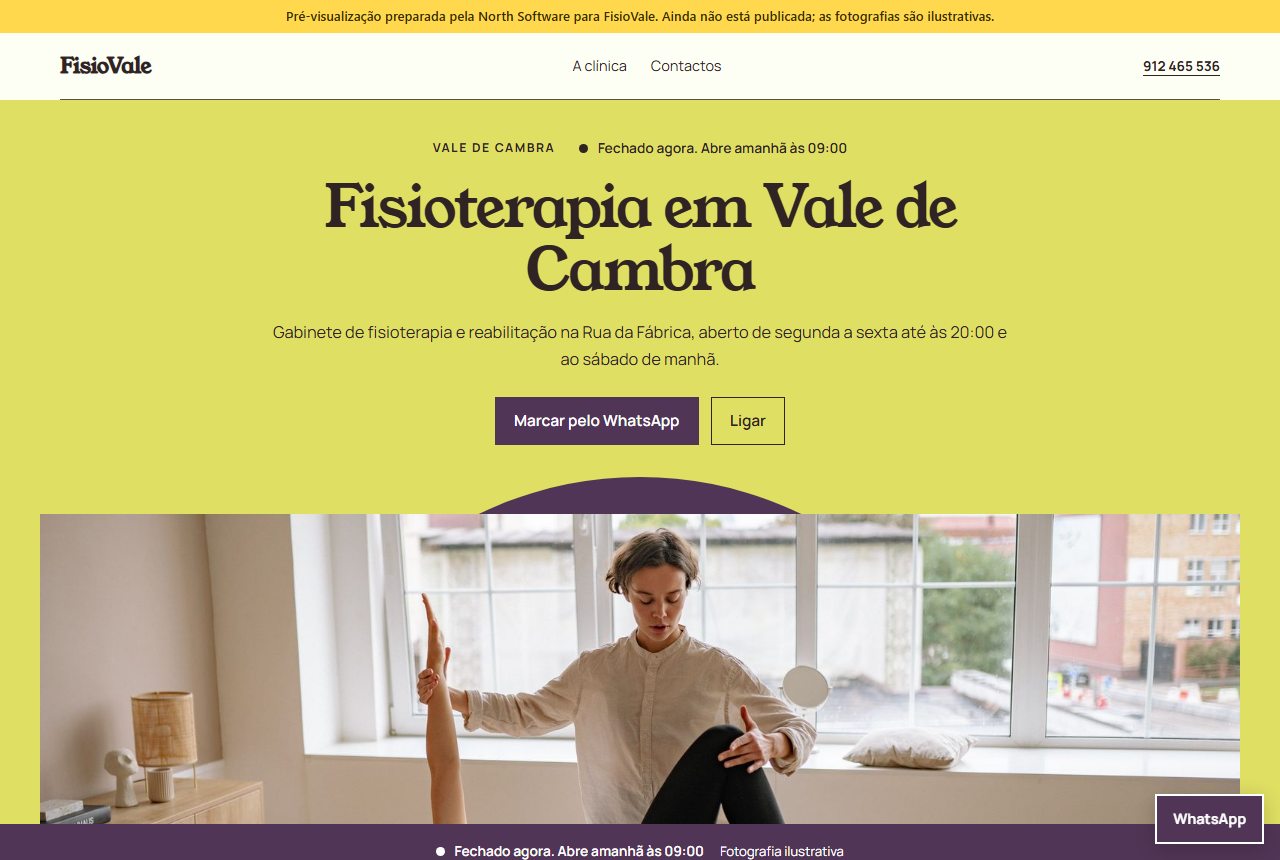 Pré-visualização preparada pela North Software para FisioVale. Ainda não está publicada; as fotografias são ilustrativas.
FisioVale
A clínica
Contactos
912 465 536
VALE DE CAMBRA
Fechado agora. Abre amanhã às 09:00
Fisioterapia em Vale de
Cambra
Gabinete de fisioterapia e reabilitação na Rua da Fábrica, aberto de segunda a sexta até às 20:00 e
ao sábado de manhã.
Marcar pelo WhatsApp
Ligar
WhatsApp
Fechado agora. Abre amanhã às 09:00
Fotografia ilustrativa